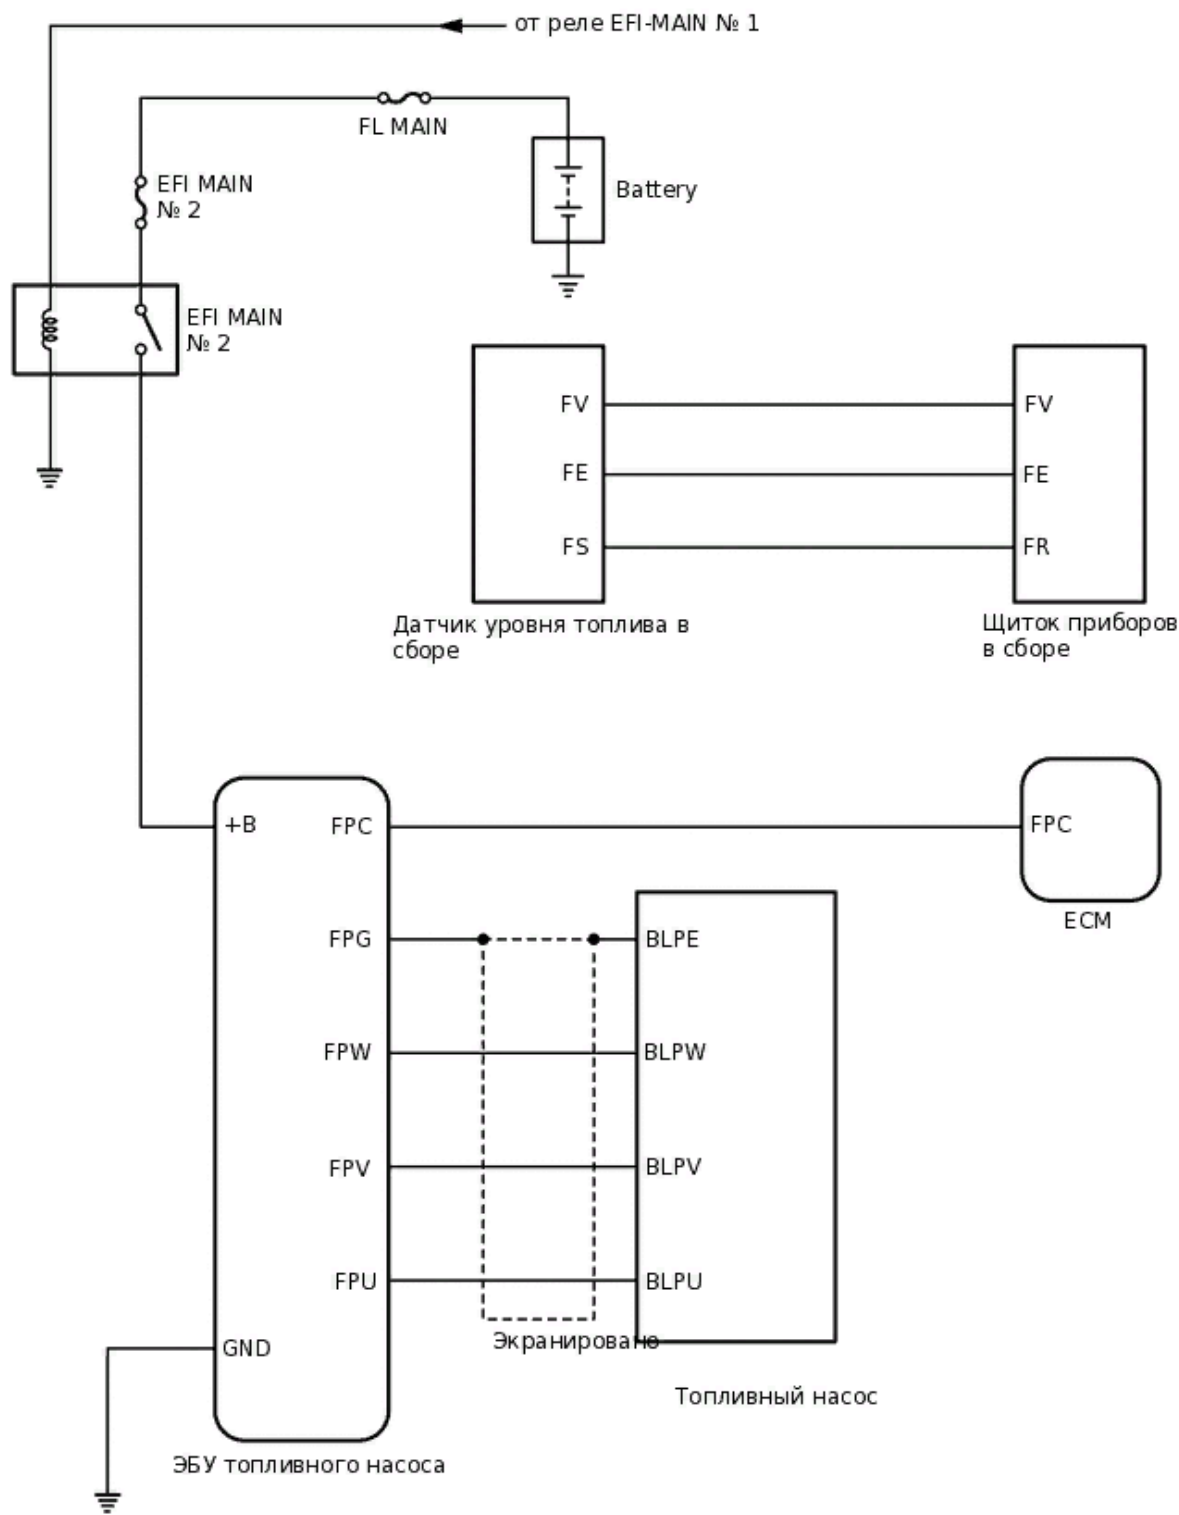 от реле EFI-MAIN № 1
FL MAIN
EFI MAIN
№ 2
Battery
EFI MAIN
№ 2
FV
FV
FE
FE
FS
FR
Датчик уровня топлива в
сборе
Щиток приборов
в сборе
+B
FPC
FPC
ECM
FPG
BLPE
FPW
BLPW
FPV
BLPV
FPU
BLPU
Экранировано
GND
Топливный насос
ЭБУ топливного насоса